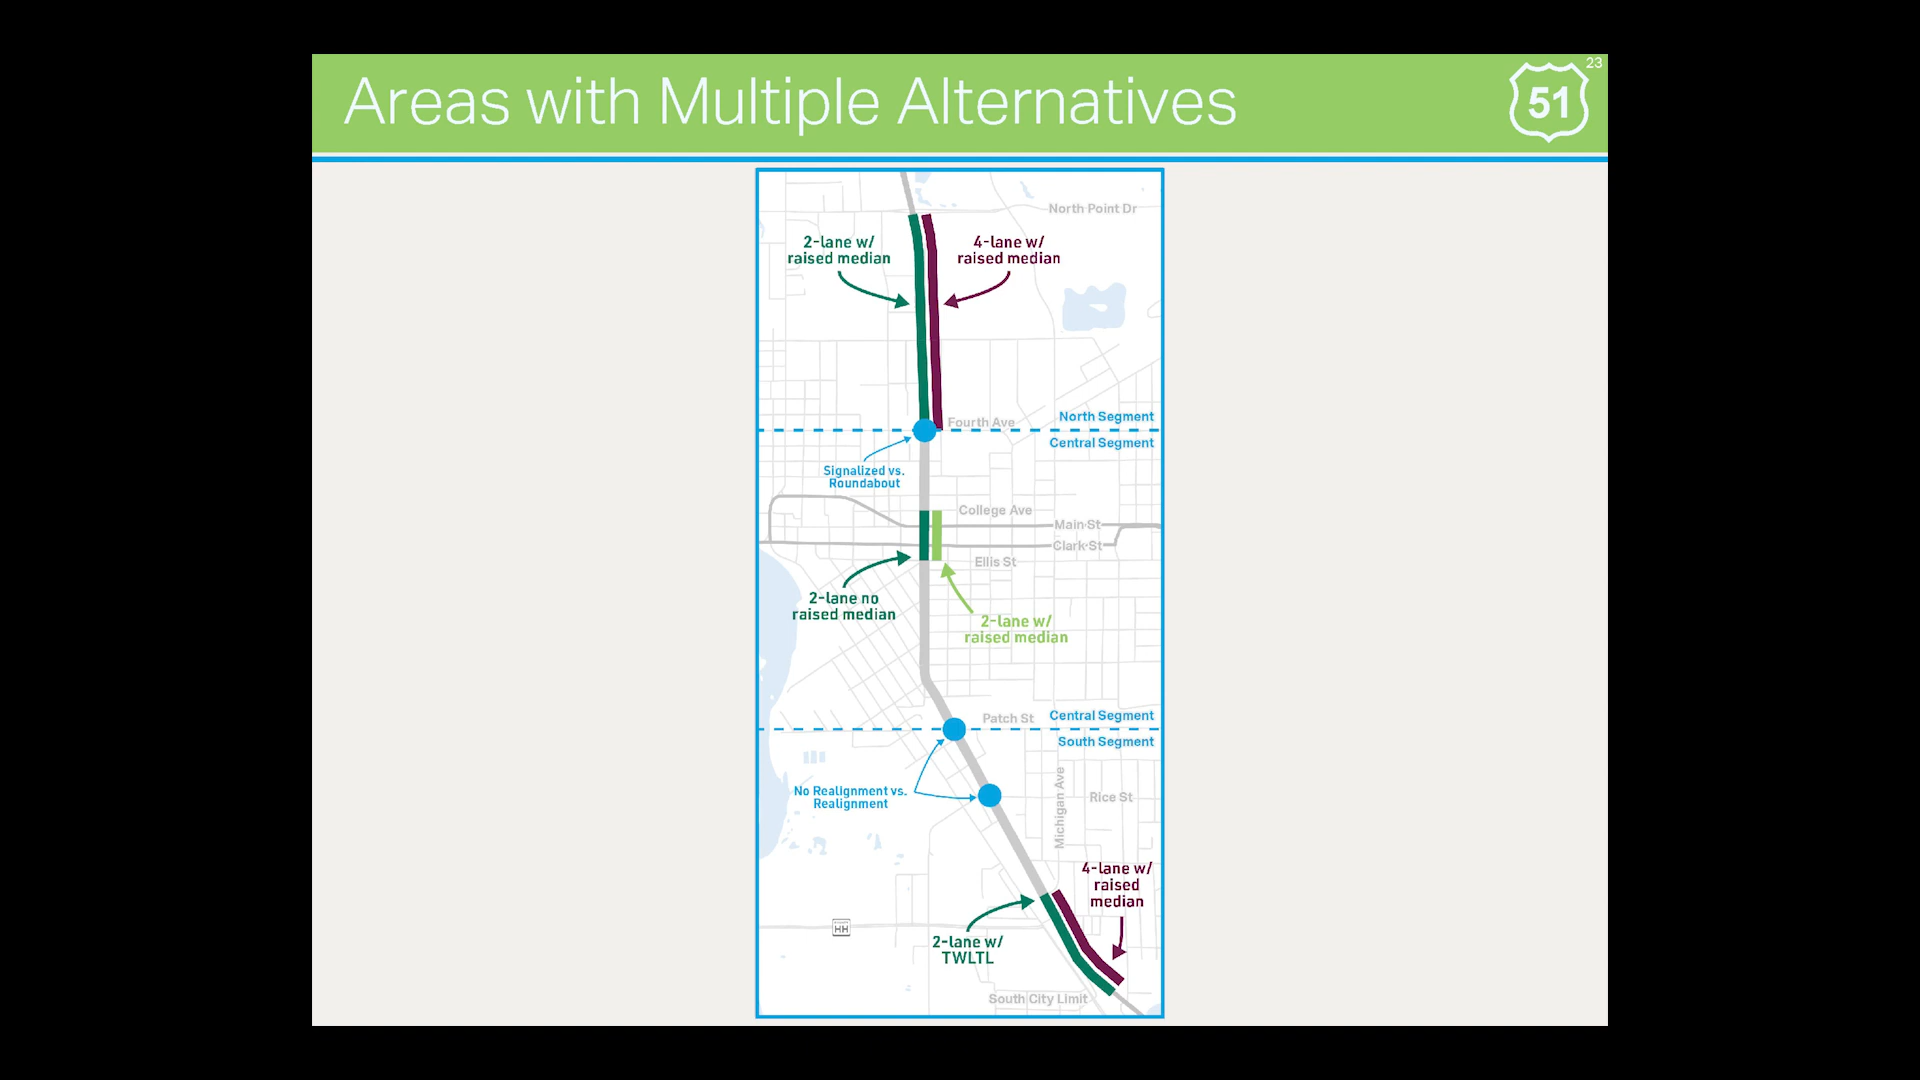 Areas with Multiple Alternatives
51
23
North Point Dr
2-lane w/
raised median
4-lane w/
raised median
Fourth Ave
North Segment
Central Segment
Signalized vs.
Roundabout
College Ave
Main St
Clark St
Ellis St
2-lane no
raised median
2-lane w/
raised median
Patch St
Central Segment
South Segment
No Realignment vs.
Realignment
Michigan Ave
Rice St
4-lane w/
raised
median
HH
2-lane w/
TWLTL
South City Limit